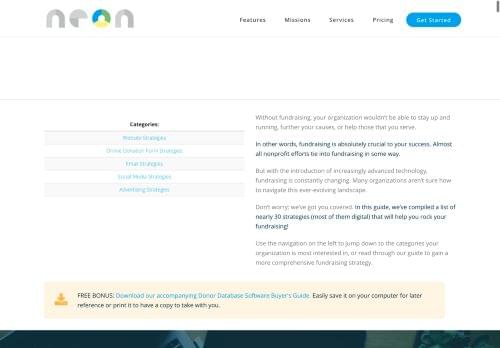 neon
Features
Missions
Services
Pricing
Get Started
Categories:
Website Strategies
Online Donation Form Strategies
Email Strategies
Social Media Strategies
Advertising Strategies
Without fundraising, your organization wouldn't be able to stay up and
running, further your causes, or help those that you serve.
In other words, fundraising is absolutely crucial to your success. Almost
all nonprofit efforts tie into fundraising in some way.
But with the introduction of increasingly advanced technology,
fundraising is constantly changing. Many organizations aren't sure how
to navigate this ever-evolving landscape.
Don't worry; we've got you covered. In this guide, we've compiled a list of
nearly 30 strategies (most of them digital) that will help you rock your
fundraising!
Use the navigation on the left to jump down to the categories your
organization is most interested in, or read through our guide to gain a
more comprehensive fundraising strategy.
FREE BONUS: Download our accompanying Donor Database Software Buyer's Guide. Easily save it on your computer for later
reference or print it to have a copy to take with you.